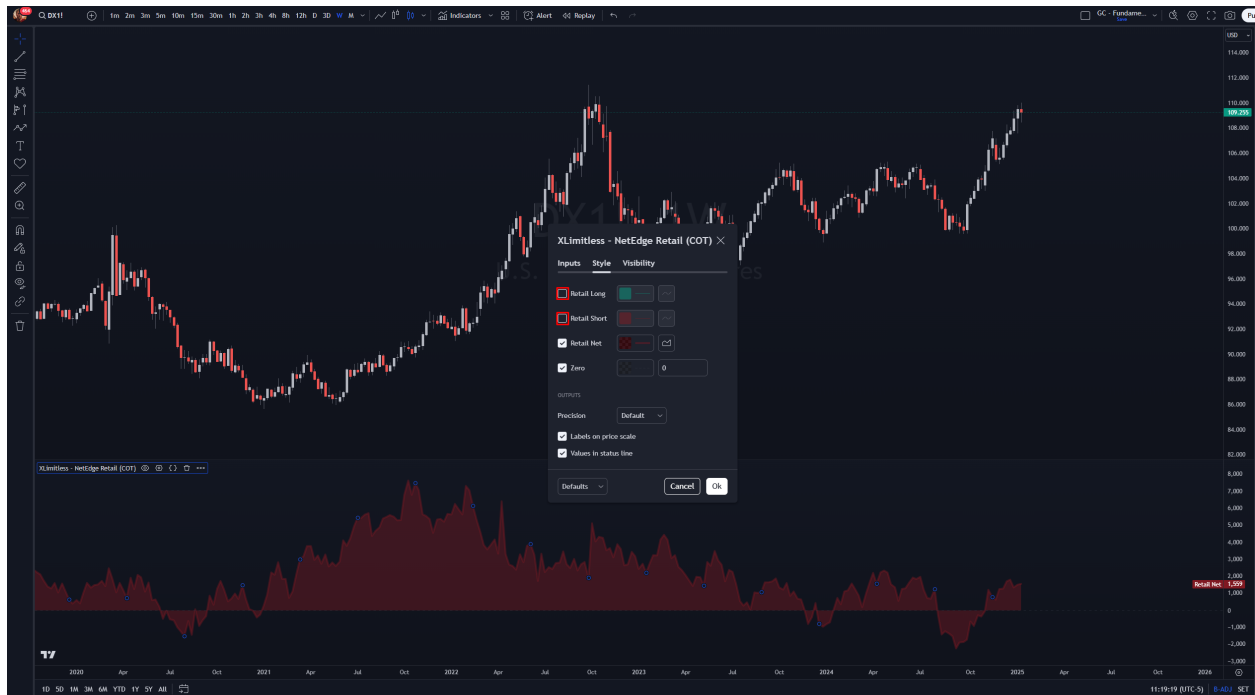 DX1!
1m 2m 3m 5m 10m 15m 30m 1h 2h 3h 4h 8h 12h D 3D W M
Indicators
Alert
Replay
GC - Fundame...
Save
Pu
USD
114.000
112.000
110.000
109.255
108.000
106.000
104.000
102.000
100.000
98.000
96.000
94.000
92.000
90.000
88.000
86.000
84.000
82.000
XLimitless - NetEdge Retail (COT)
Inputs Style Visibility
Retail Long
Retail Short
Retail Net
Zero
0
OUTPUTS
Precision
Default
Labels on price scale
Values in status line
Defaults
Cancel
Ok
XLimitless - NetEdge Retail (COT)
8,000
7,000
6,000
5,000
4,000
3,000
2,000
Retail Net 1,559
1,000
0
−1,000
−2,000
−3,000
2020 Apr Jul Oct 2021 Apr Jul Oct 2022 Apr Jul Oct 2023 Apr Jul Oct 2024 Apr Jul Oct 2025 Apr Jul Oct 2026
1D 5D 1M 3M 6M YTD 1Y 5Y All
11:19:19 (UTC-5)
B-ADJ SET